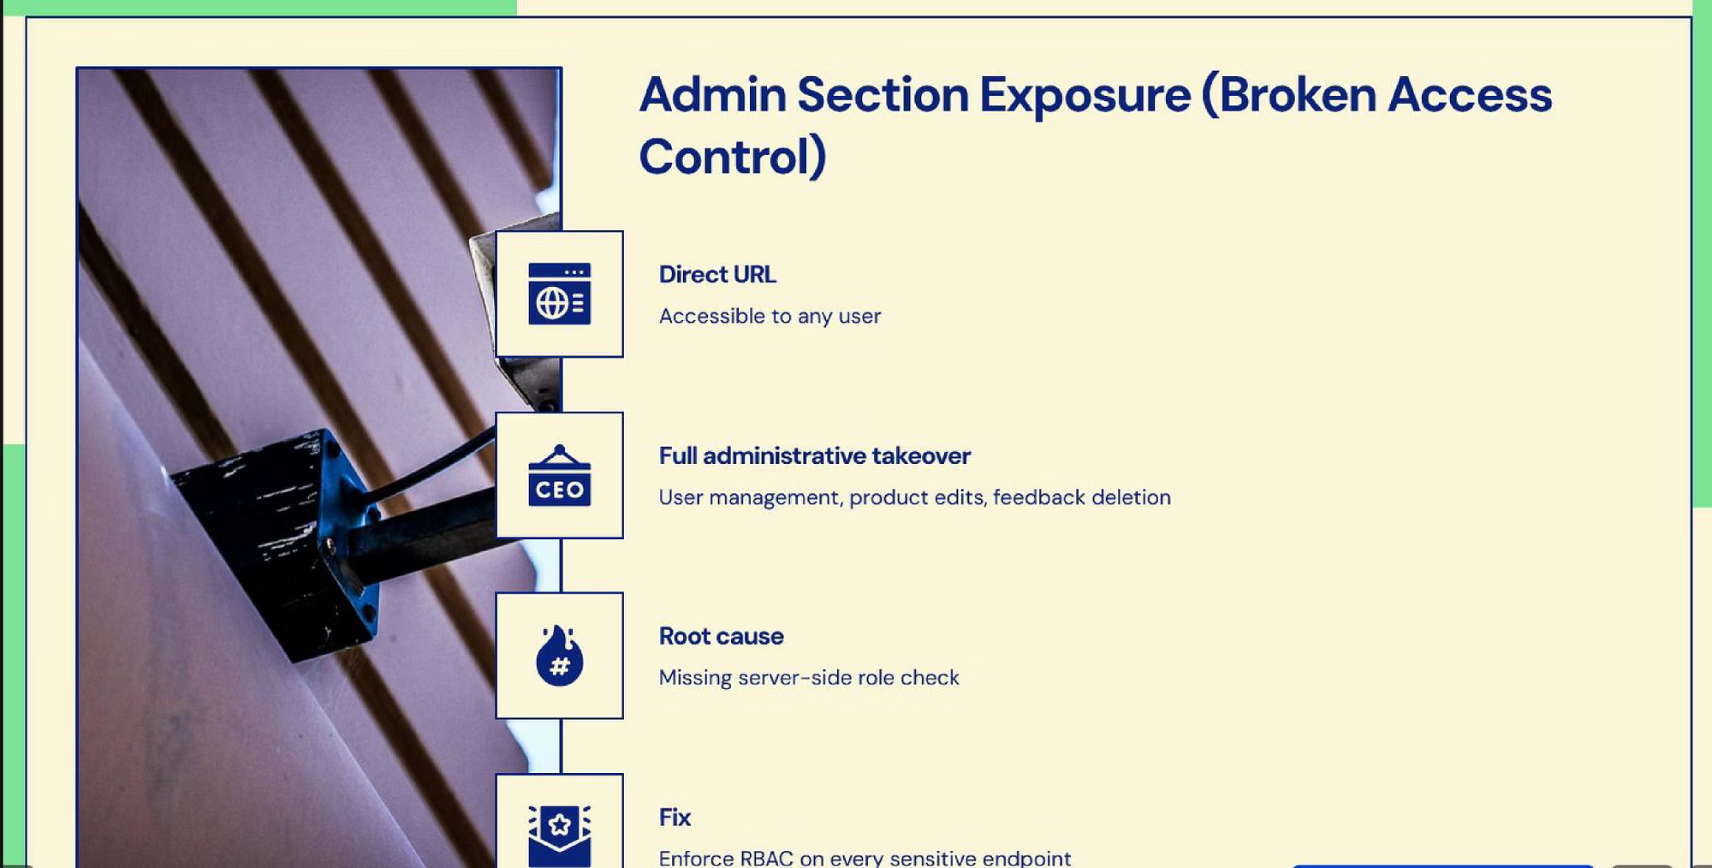 Admin Section Exposure (Broken Access
Control)
Direct URL
Accessible to any user
CEO
Full administrative takeover
User management, product edits, feedback deletion
#
Root cause
Missing server-side role check
Fix
Enforce RBAC on every sensitive endpoint